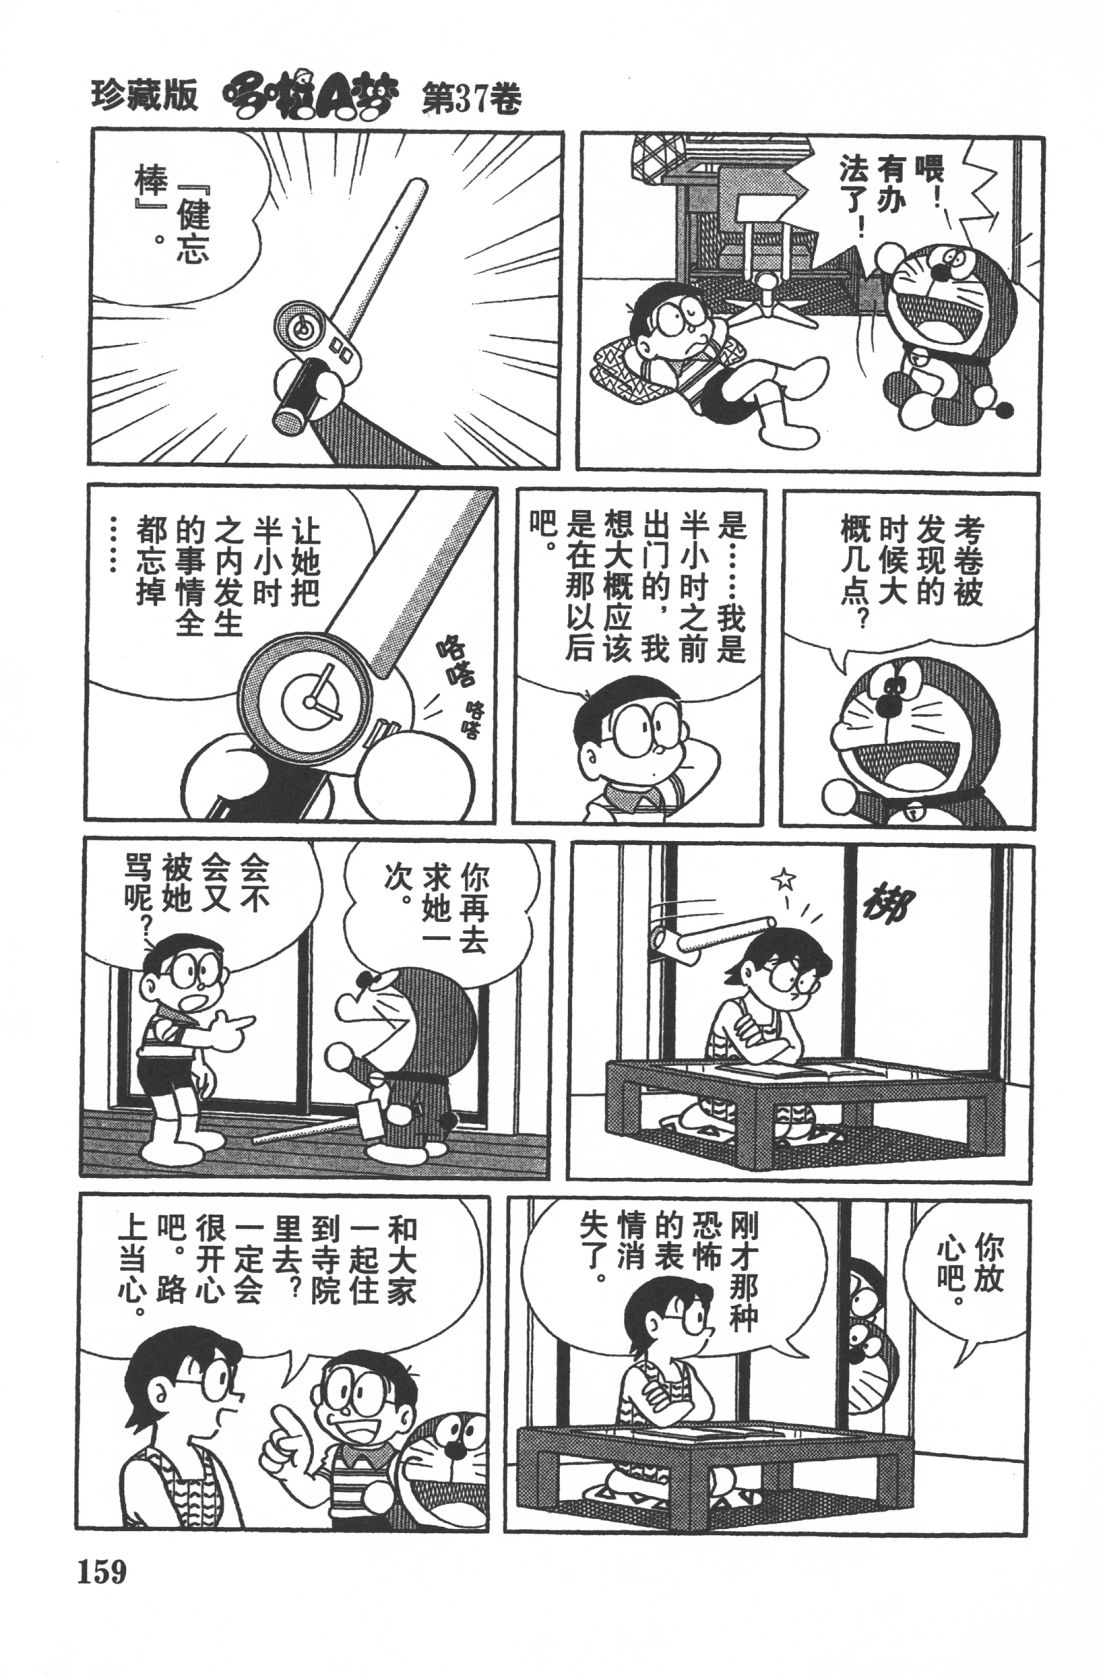 珍藏版 哆啦A梦 第37卷
喂！
有办
法了！
『健忘
棒』。
考卷被
发现的
时候大
概几点？
是……我是
半小时之前
出门的，我
想大概应该
是在那以后
吧。
让她把
半小时
之内发生
的事情全
都忘掉
……
咯嗒
咯嗒
梆
你再去
求她一
次。
会不
会又
被她
骂呢？
你放
心吧。
刚才那种
恐怖
的表
情消
失了。
和大家
一起住
到寺院
里去？
一定会
很开心
吧。路
上当心。
159